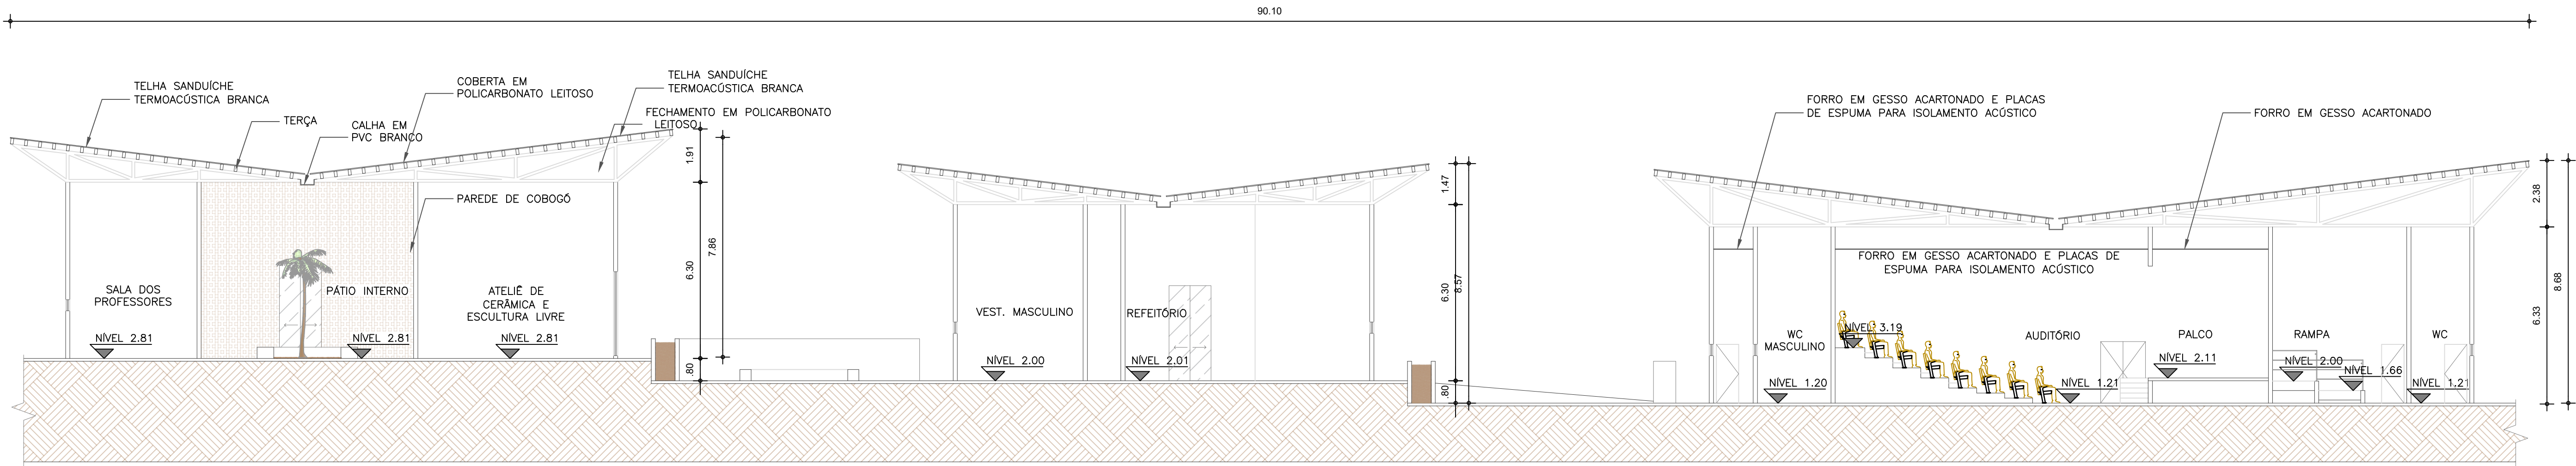 90.10
TELHA SANDUÍCHE
TERMOACÚSTICA BRANCA
TERÇA
CALHA EM
PVC BRANCO
COBERTA EM
POLICARBONATO LEITOSO
TELHA SANDUÍCHE
TERMOACÚSTICA BRANCA
FECHAMENTO EM POLICARBONATO
LEITOSO
PAREDE DE COBOGÓ
1.91
7.86
6.30
.80
SALA DOS
PROFESSORES
NÍVEL 2.81
PÁTIO INTERNO
NÍVEL 2.81
ATELIÊ DE
CERÂMICA E
ESCULTURA LIVRE
NÍVEL 2.81
VEST. MASCULINO
NÍVEL 2.00
REFEITÓRIO
NÍVEL 2.01
1.47
6.30
8.57
.80
FORRO EM GESSO ACARTONADO E PLACAS
DE ESPUMA PARA ISOLAMENTO ACÚSTICO
FORRO EM GESSO ACARTONADO
FORRO EM GESSO ACARTONADO E PLACAS DE
ESPUMA PARA ISOLAMENTO ACÚSTICO
WC
MASCULINO
NÍVEL 1.20
NÍVEL 3.19
AUDITÓRIO
NÍVEL 1.21
PALCO
NÍVEL 2.11
RAMPA
NÍVEL 2.00
NÍVEL 1.66
WC
NÍVEL 1.21
2.38
6.33
8.68